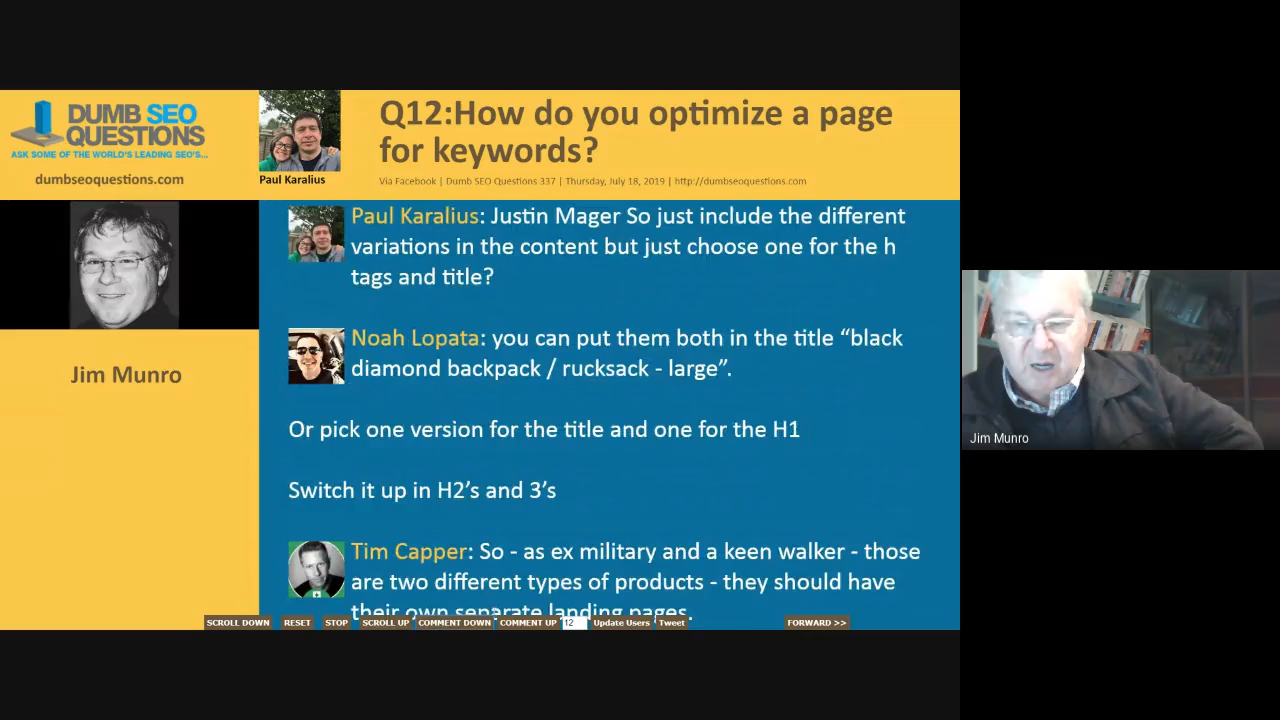 DUMB SEO
QUESTIONS
ASK SOME OF THE WORLD'S LEADING SEO'S...
dumbseoquestions.com
Paul Karalius
Q12:How do you optimize a page
for keywords?
Via Facebook | Dumb SEO Questions 337 | Thursday, July 18, 2019 | http://dumbseoquestions.com
Jim Munro
Paul Karalius: Justin Mager So just include the different
variations in the content but just choose one for the h
tags and title?
Noah Lopata: you can put them both in the title “black
diamond backpack / rucksack - large”.
Or pick one version for the title and one for the H1
Switch it up in H2’s and 3’s
Tim Capper: So - as ex military and a keen walker - those
are two different types of products - they should have
their own separate landing pages.
SCROLL DOWN RESET STOP SCROLL UP COMMENT DOWN COMMENT UP 12 Update Users Tweet FORWARD >>
Jim Munro